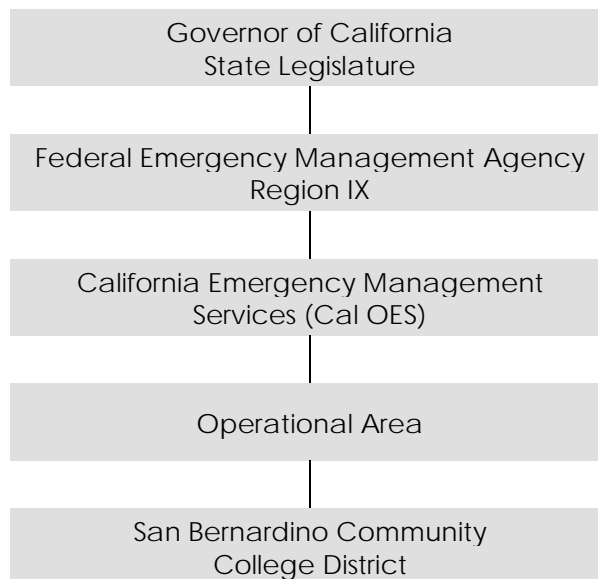 Governor of California
State Legislature
Federal Emergency Management Agency
Region IX
California Emergency Management
Services (Cal OES)
Operational Area
San Bernardino Community
College District